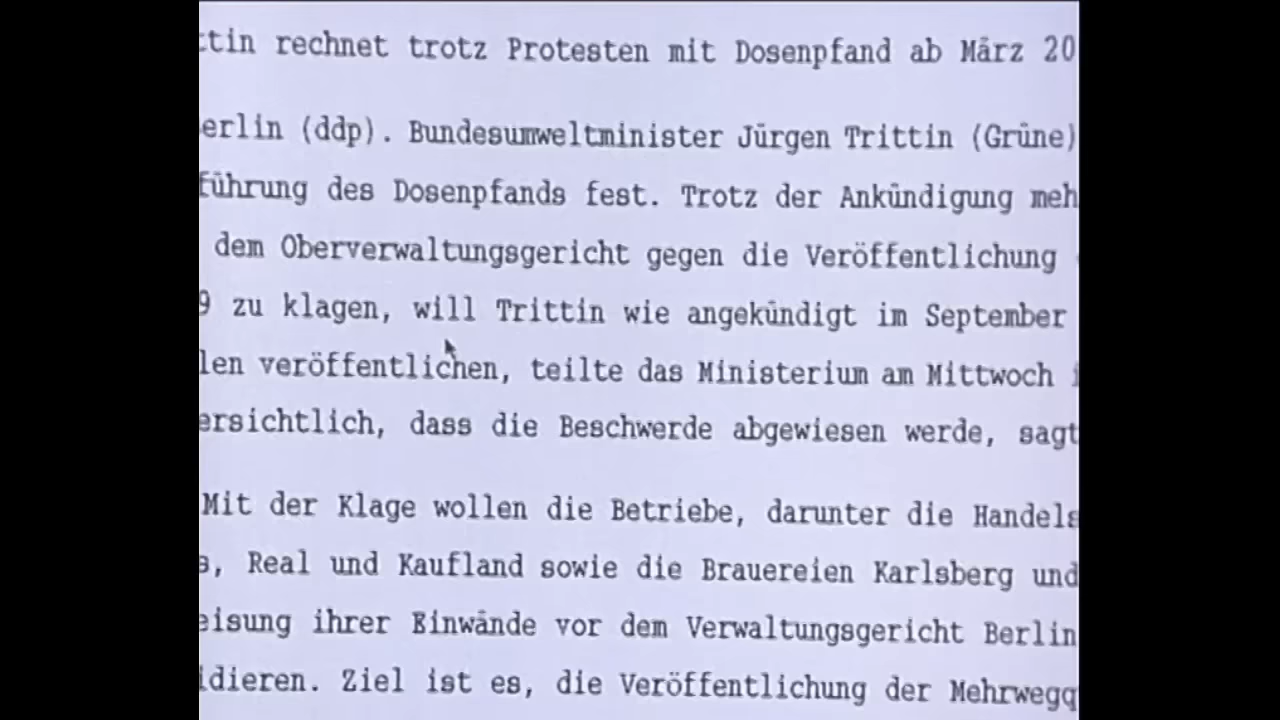 ttin rechnet trotz Protesten mit Dosenpfand ab März 20
erlin (ddp). Bundesumweltminister Jürgen Trittin (Grüne)
führung des Dosenpfands fest. Trotz der Ankündigung meh
dem Oberverwaltungsgericht gegen die Veröffentlichung
9 zu klagen, will Trittin wie angekündigt im September
len veröffentlichen, teilte das Ministerium am Mittwoch
ersichtlich, dass die Beschwerde abgewiesen werde, sagt
Mit der Klage wollen die Betriebe, darunter die Handels
s, Real und Kaufland sowie die Brauereien Karlsberg und
eisung ihrer Einwände vor dem Verwaltungsgericht Berlin
idieren. Ziel ist es, die Veröffentlichung der Mehrwegq